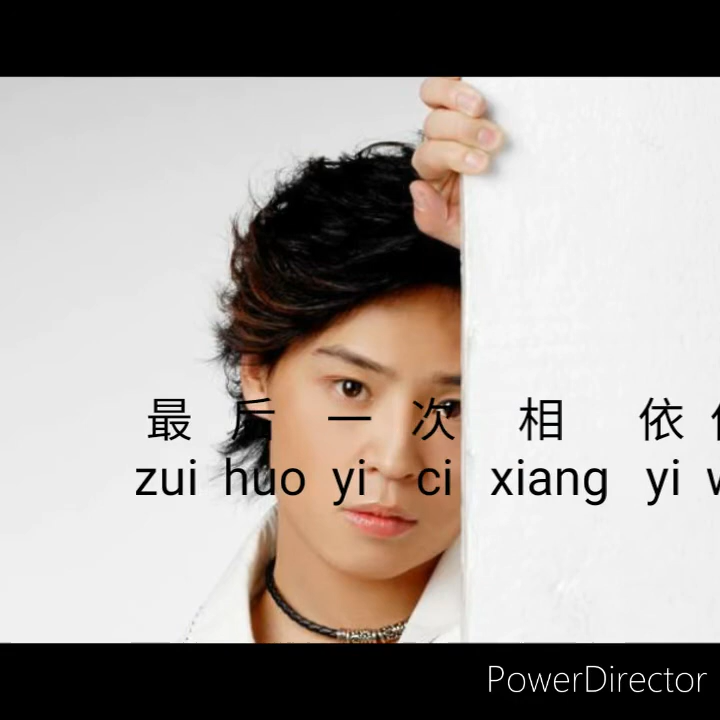 最后一次 相 依
zui huo yi ci xiang yi w
PowerDirector